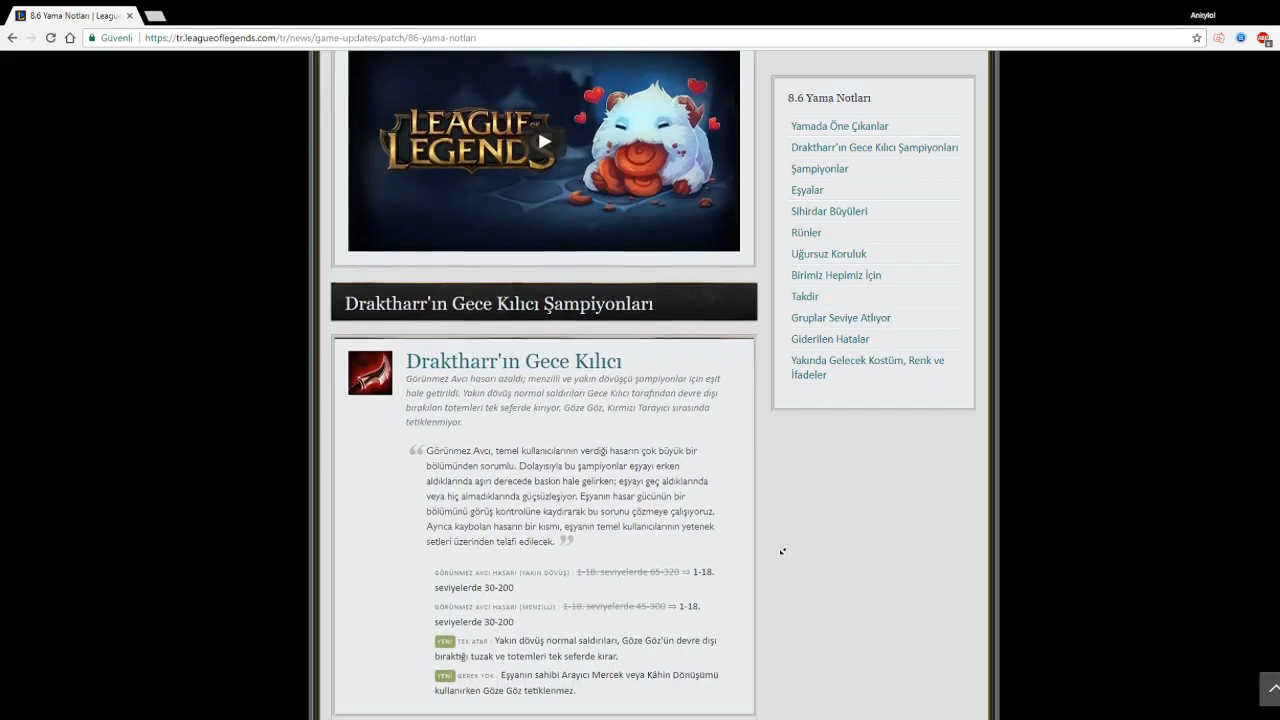 8.6 Yama Notları | Leagu
Ankylol
Güvenli
https://tr.leagueoflegends.com/tr/news/game-updates/patch/86-yama-notlari
LEAGUE OF
LEGENDS
8.6 Yama Notları
Yamada Öne Çıkanlar
Draktharr'ın Gece Kılıcı Şampiyonları
Şampiyonlar
Eşyalar
Sihirdar Büyüleri
Rünler
Uğursuz Koruluk
Birimiz Hepimiz İçin
Takdir
Gruplar Seviye Atlıyor
Giderilen Hatalar
Yakında Gelecek Kostüm, Renk ve
İfadeler
Draktharr'ın Gece Kılıcı Şampiyonları
Draktharr'ın Gece Kılıcı
Görünmez Avcı hasarı azaldı; menzilli ve yakın dövüşçü şampiyonlar için eşit
hale getirildi. Yakın dövüş normal saldırıları Gece Kılıcı tarafından devre dışı
bırakılan totemleri tek seferde kırıyor. Göze Göz, Kırmızı Tarayıcı sırasında
tetiklenmiyor.
Görünmez Avcı, temel kullanıcılarının verdiği hasarın çok büyük bir
bölümünden sorumlu. Dolayısıyla bu şampiyonlar eşyayı erken
aldıklarında aşırı derecede baskın hale gelirken; eşyayı geç aldıklarında
veya hiç almadıklarında güçsüzleşiyor. Eşyanın hasar gücünün bir
bölümünü görüş kontrolüne kaydırarak bu sorunu çözmeye çalışıyoruz.
Ayrıca kaybolan hasarın bir kısmı, eşyanın temel kullanıcılarının yetenek
setleri üzerinden telafi edilecek.
GÖRÜNMEZ AVCI HASARI (YAKIN DÖVÜŞ) : 1-18. seviyelerde 65-320 ⇒ 1-18.
seviyelerde 30-200
GÖRÜNMEZ AVCI HASARI (MENZİLLİ) : 1-18. seviyelerde 45-300 ⇒ 1-18.
seviyelerde 30-200
YENİ TEK ATAR : Yakın dövüş normal saldırıları, Göze Göz'ün devre dışı
bıraktığı tuzak ve totemleri tek seferde kırar.
YENİ GEREK YOK : Eşyanın sahibi Arayıcı Mercek veya Kâhin Dönüşümü
kullanırken Göze Göz tetiklenmez.